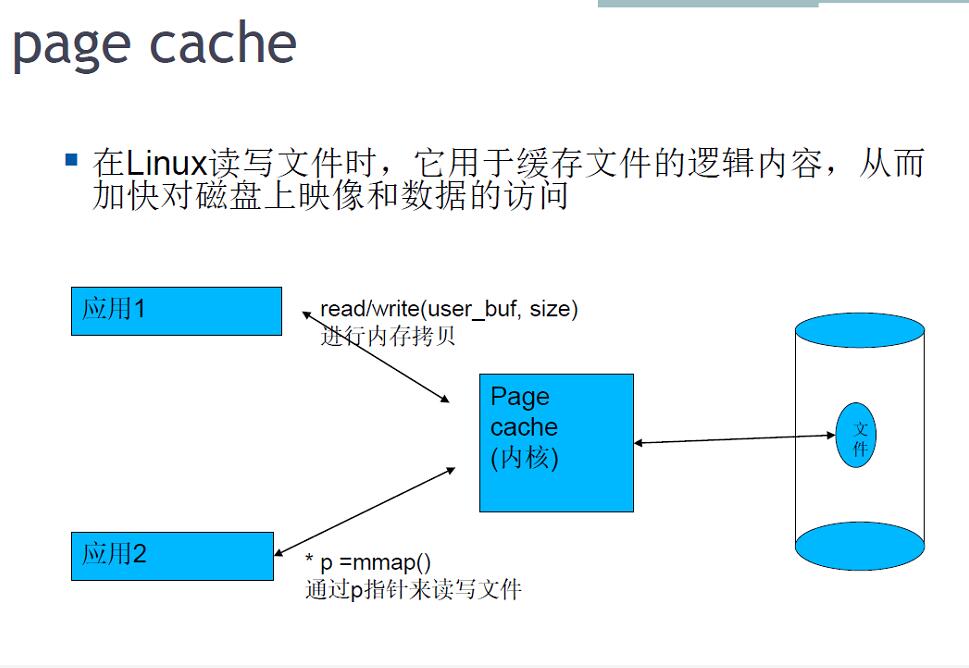 page cache
在Linux读写文件时，它用于缓存文件的逻辑内容，从而
加快对磁盘上映像和数据的访问
应用1
read/write(user_buf, size)
进行内存拷贝
Page
cache
(内核)
文
件
应用2
* p =mmap()
通过p指针来读写文件